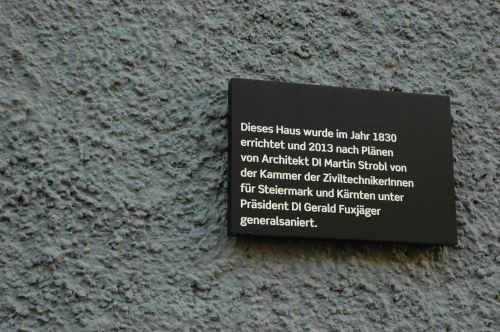 Dieses Haus wurde im Jahr 1830
errichtet und 2013 nach Plänen
von Architekt DI Martin Strobl von
der Kammer der ZiviltechnikerInnen
für Steiermark und Kärnten unter
Präsident DI Gerald Fuxjäger
generalsaniert.